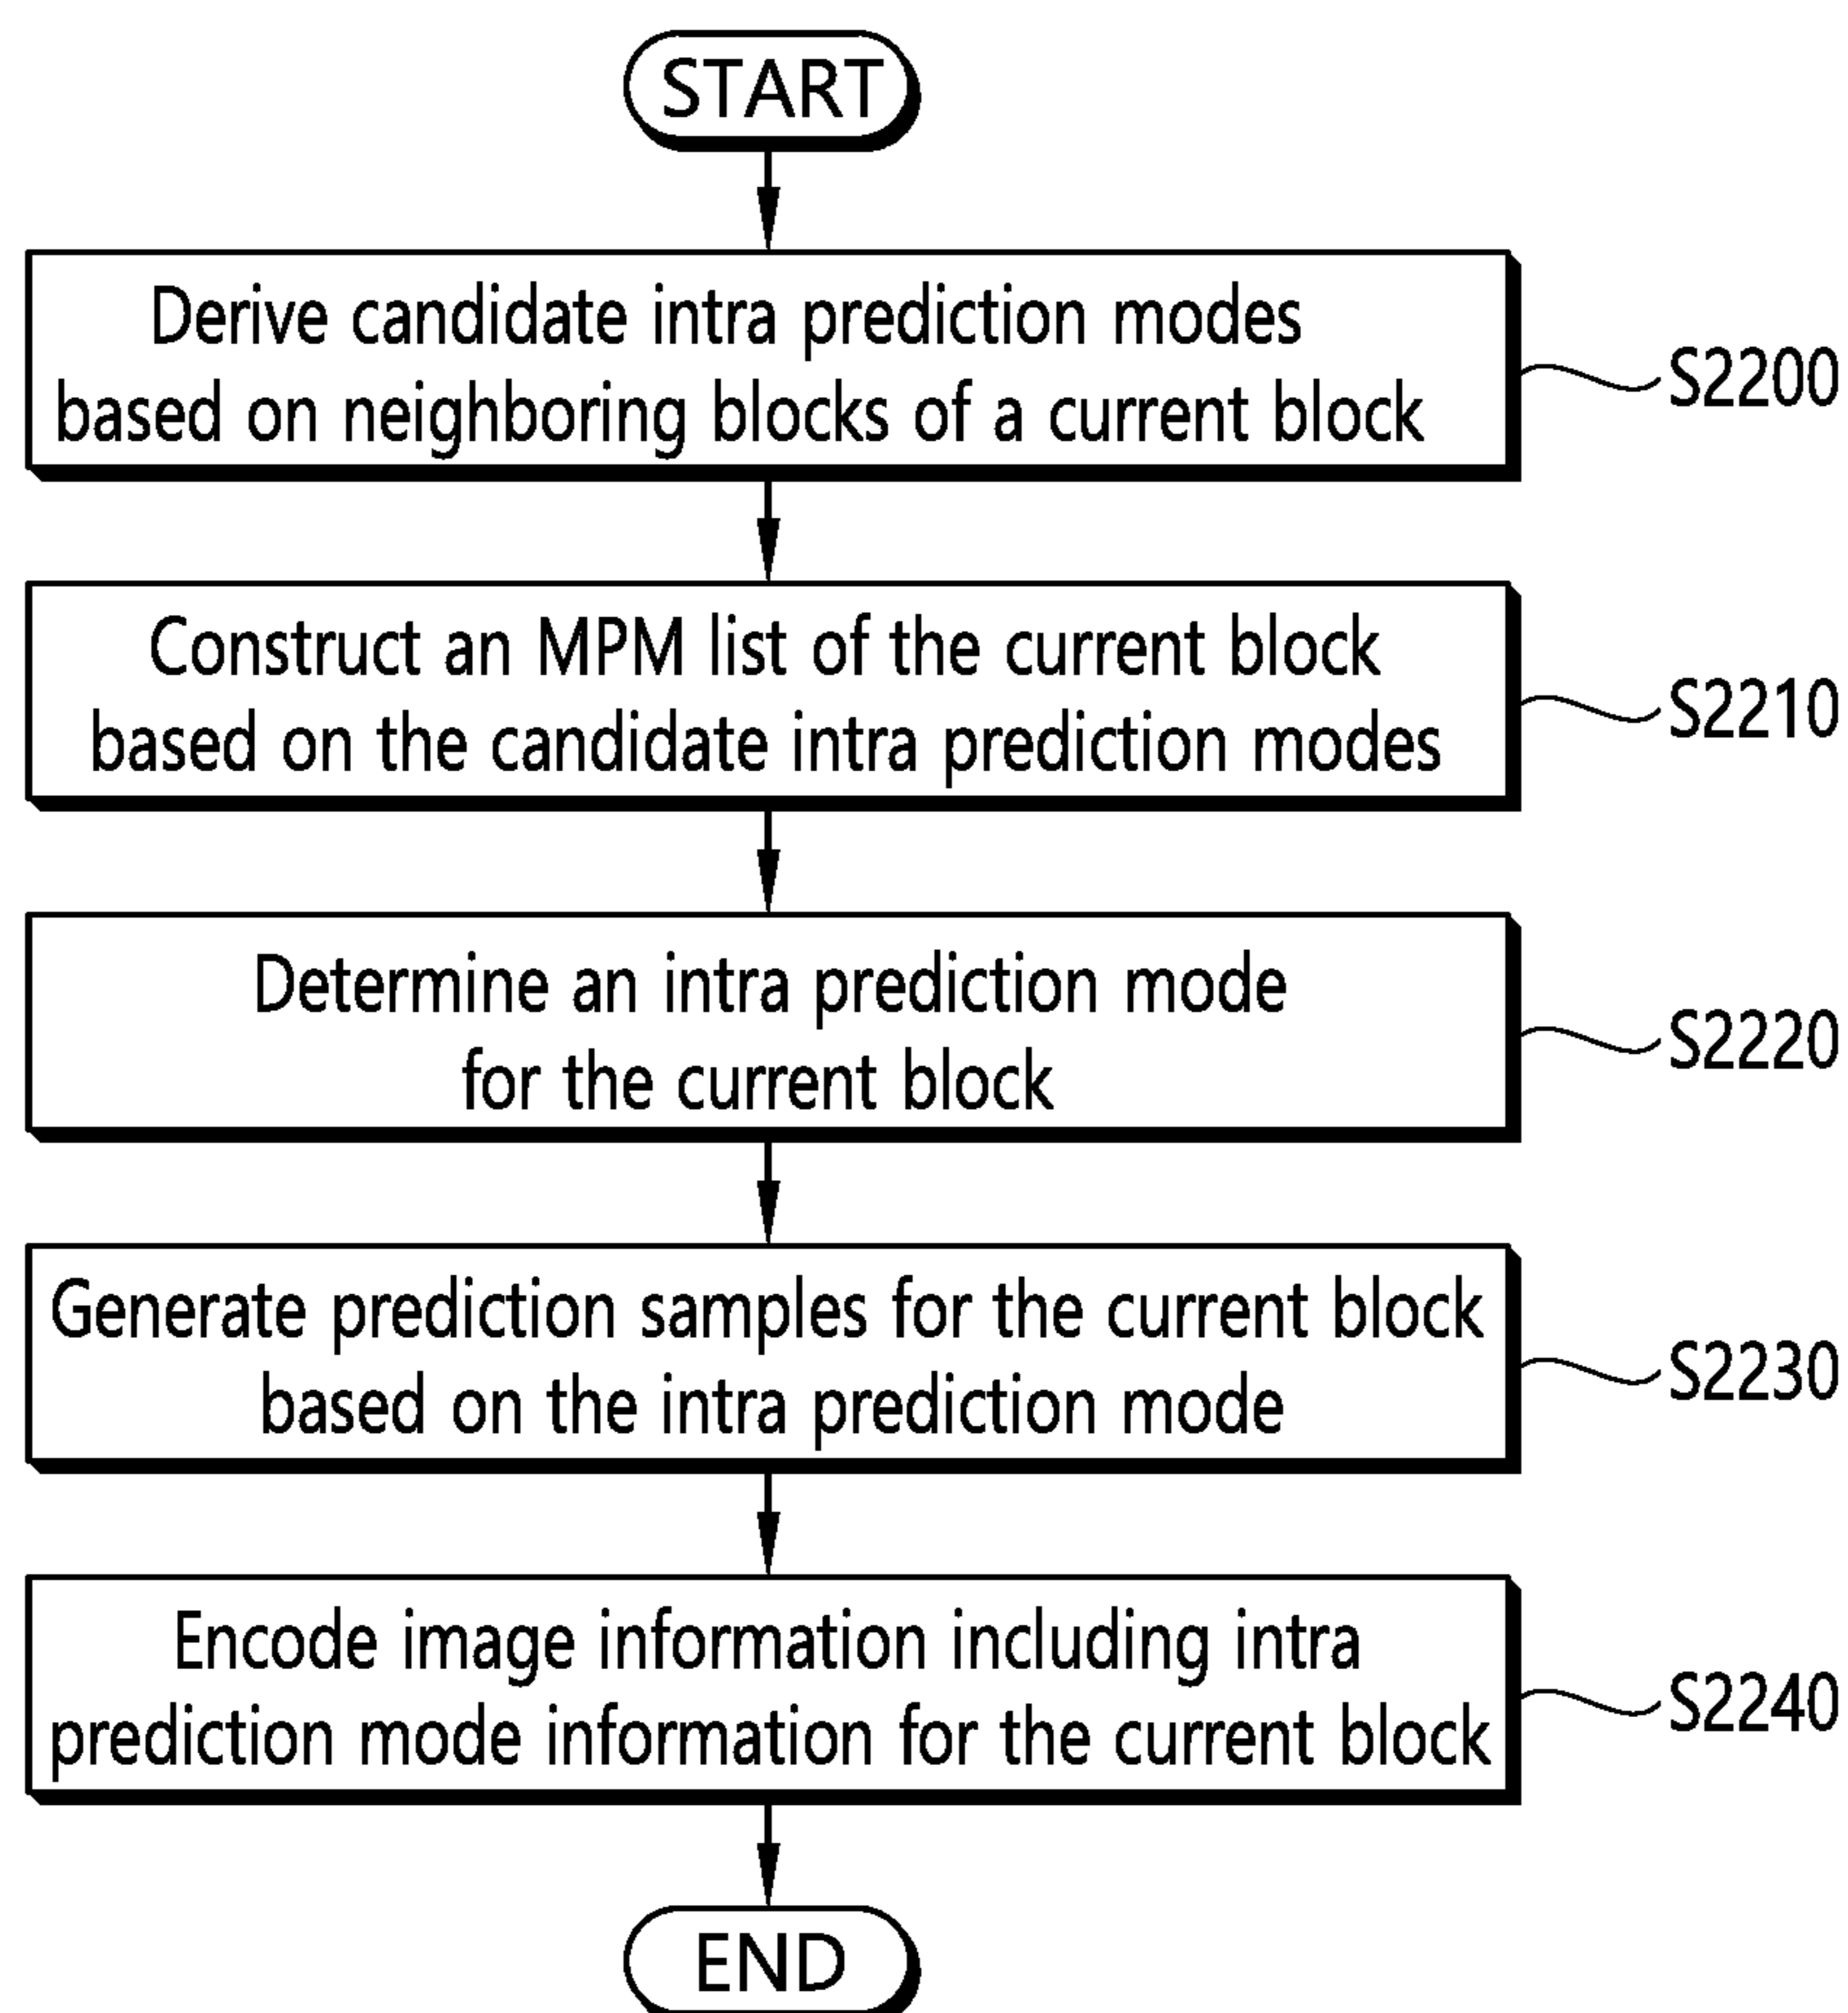 START
Derive candidate intra prediction modes
based on neighboring blocks of a current block
S2200
Construct an MPM list of the current block
based on the candidate intra prediction modes
S2210
Determine an intra prediction mode
for the current block
S2220
Generate prediction samples for the current block
based on the intra prediction mode
S2230
Encode image information including intra
prediction mode information for the current block
S2240
END